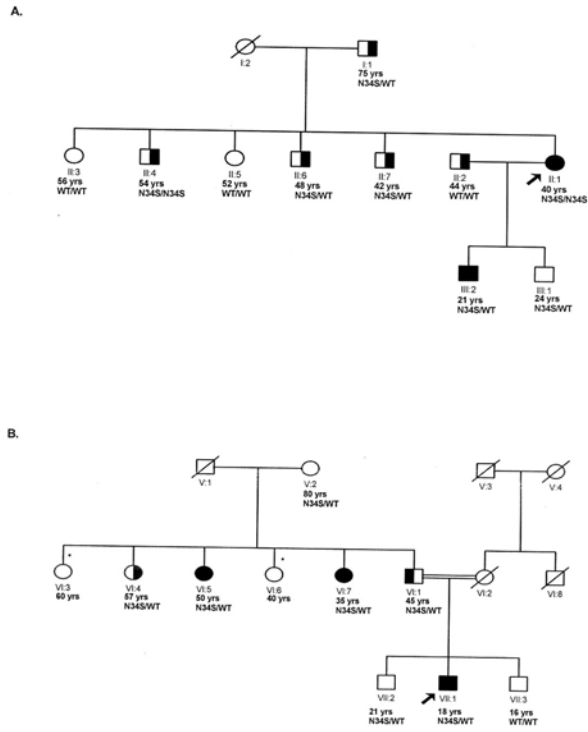 A.
I:2
I:1
75 yrs
N34S/WT
II:3
56 yrs
WT/WT
II:4
54 yrs
N34S/N34S
II:5
52 yrs
WT/WT
II:6
48 yrs
N34S/WT
II:7
42 yrs
N34S/WT
II:2
44 yrs
WT/WT
II:1
40 yrs
N34S/N34S
III:2
21 yrs
N34S/WT
III:1
24 yrs
N34S/WT
B.
V:1
V:2
80 yrs
N34S/WT
V:3
V:4
*
VI:3
60 yrs
VI:4
57 yrs
N34S/WT
VI:5
50 yrs
N34S/WT
*
VI:6
40 yrs
VI:7
35 yrs
N34S/WT
VI:1
45 yrs
N34S/WT
VI:2
VI:8
VII:2
21 yrs
N34S/WT
VII:1
18 yrs
N34S/WT
VII:3
16 yrs
WT/WT